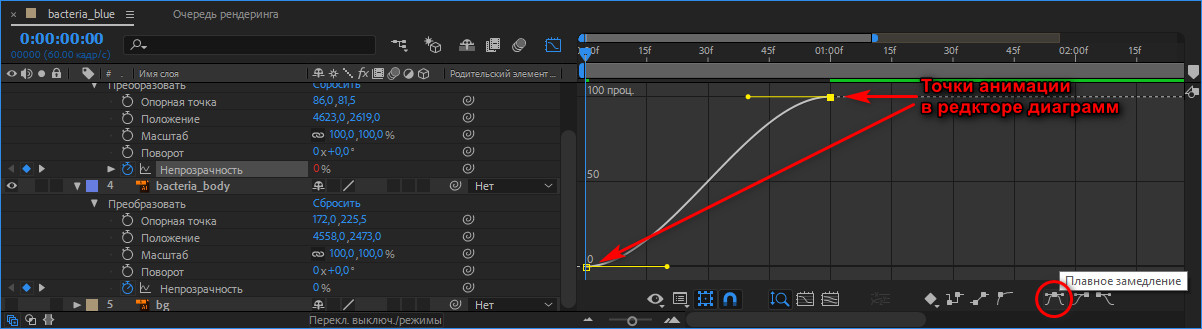 bacteria_blue
Очередь рендеринга
0:00:00:00
00000 (60.00 кадр/с)
# . Имя слоя
Родительский элемент...
00f 15f 30f 45f 01:00f 15f 30f 45f 02:00f 15f
Преобразовать Сбросить
Опорная точка 86,0,81,5
Положение 4623,0,2619,0
Масштаб 100,0,100,0 %
Поворот 0 x+0,0°
Непрозрачность 0 %
4 Ai bacteria_body Нет
Преобразовать Сбросить
Опорная точка 172,0,225,5
Положение 4558,0,2473,0
Масштаб 100,0,100,0 %
Поворот 0 x+0,0°
Непрозрачность 0 %
5 Ai bg Нет
Перекл. выключ./режимы
100 проц.
50
0
Точки анимации
в редкторе диаграмм
Плавное замедление